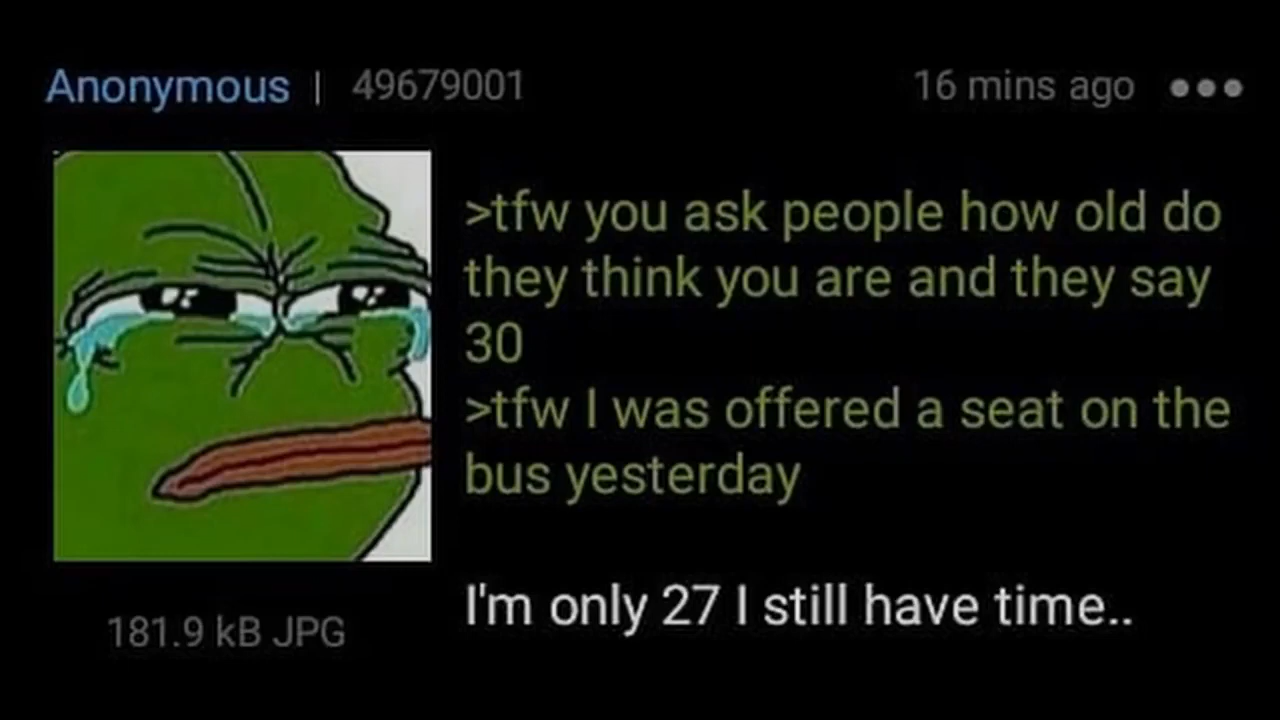 Anonymous | 49679001 16 mins ago
>tfw you ask people how old do
they think you are and they say
30
>tfw I was offered a seat on the
bus yesterday
I'm only 27 I still have time..
181.9 kB JPG